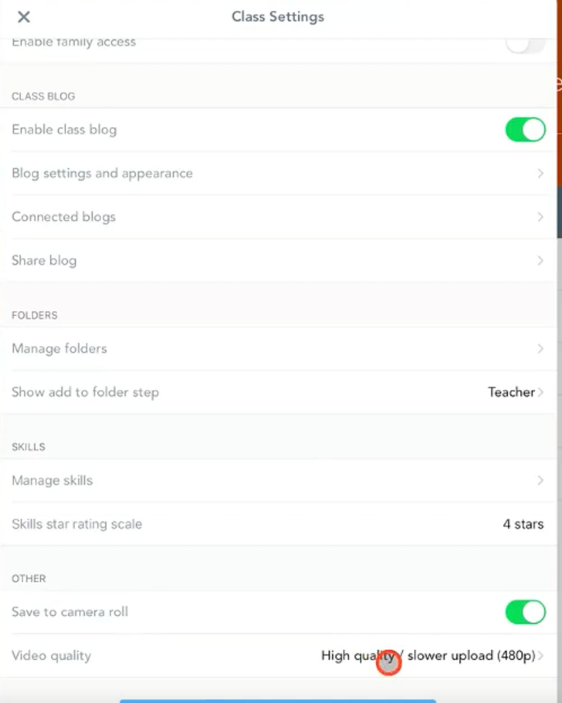 Class Settings
Enable family access
CLASS BLOG
Enable class blog
Blog settings and appearance
Connected blogs
Share blog
FOLDERS
Manage folders
Show add to folder step Teacher
SKILLS
Manage skills
Skills star rating scale 4 stars
OTHER
Save to camera roll
Video quality High quality / slower upload (480p)